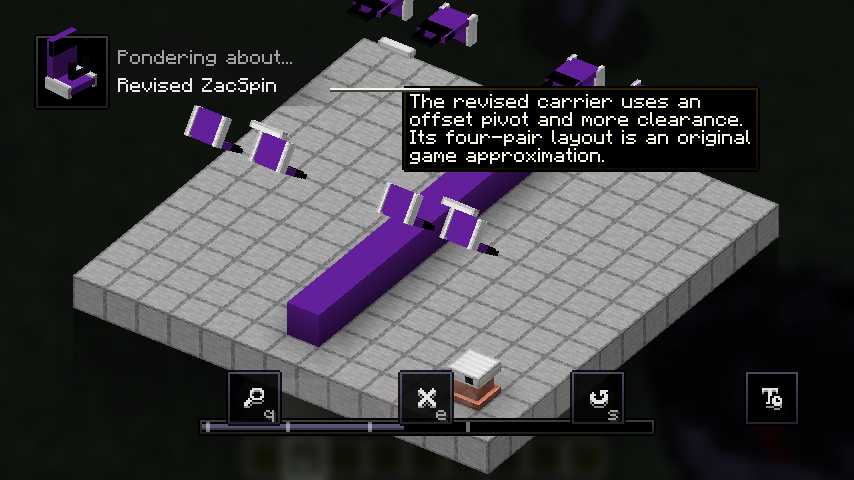 Pondering about...
Revised ZacSpin
The revised carrier uses an
offset pivot and more clearance.
Its four-pair layout is an original
game approximation.
q
e
s
T